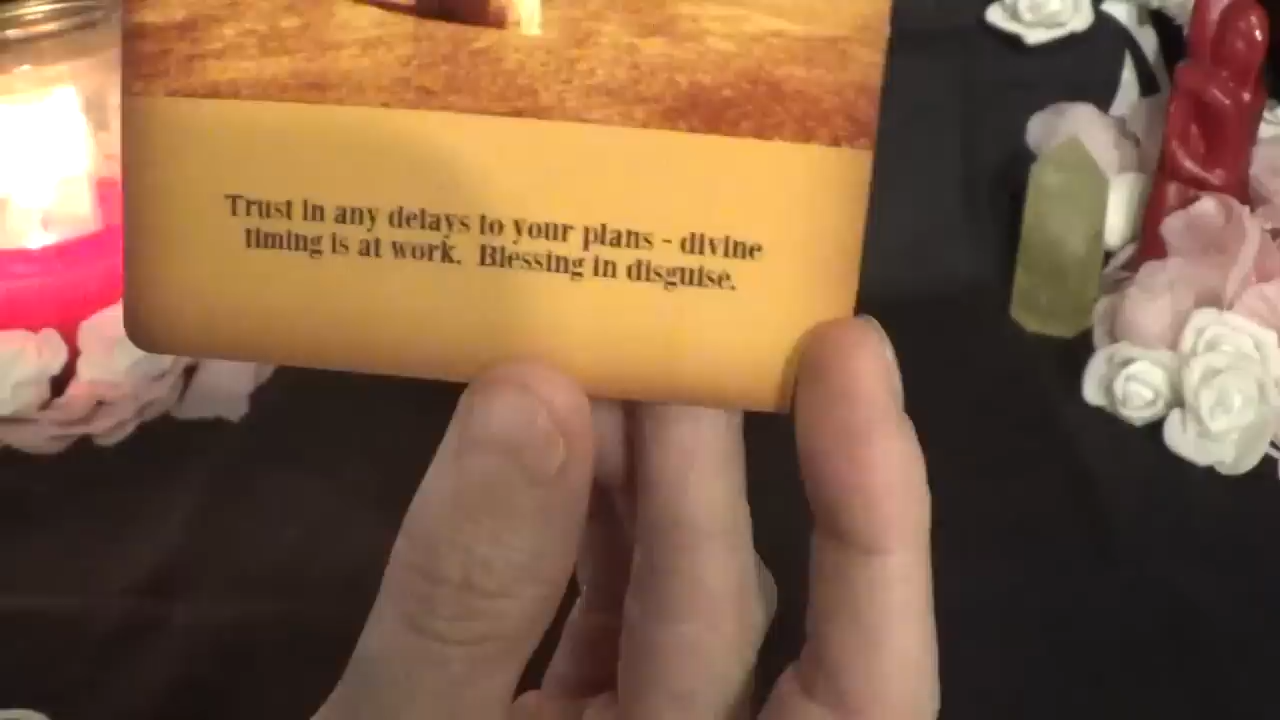 Trust in any delays to your plans - divine
timing is at work. Blessing in disguise.